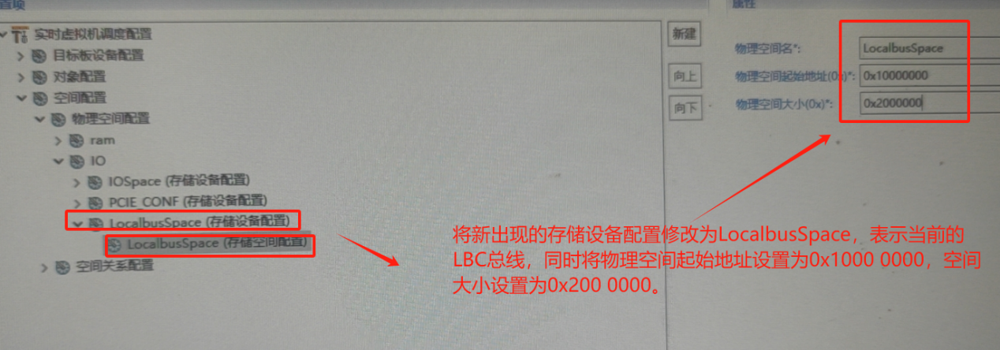 置项
属性
实时虚拟机调度配置
目标板设备配置
对象配置
空间配置
物理空间配置
ram
IO
IOSpace (存储设备配置)
PCIE_CONF (存储设备配置)
LocalbusSpace (存储设备配置)
LocalbusSpace (存储空间配置)
空间关系配置
新建
向上
向下
物理空间名*:
LocalbusSpace
物理空间起始地址(0x)*:
0x10000000
物理空间大小(0x)*:
0x2000000
将新出现的存储设备配置修改为LocalbusSpace，表示当前的
LBC总线，同时将物理空间起始地址设置为0x1000 0000，空间
大小设置为0x200 0000。